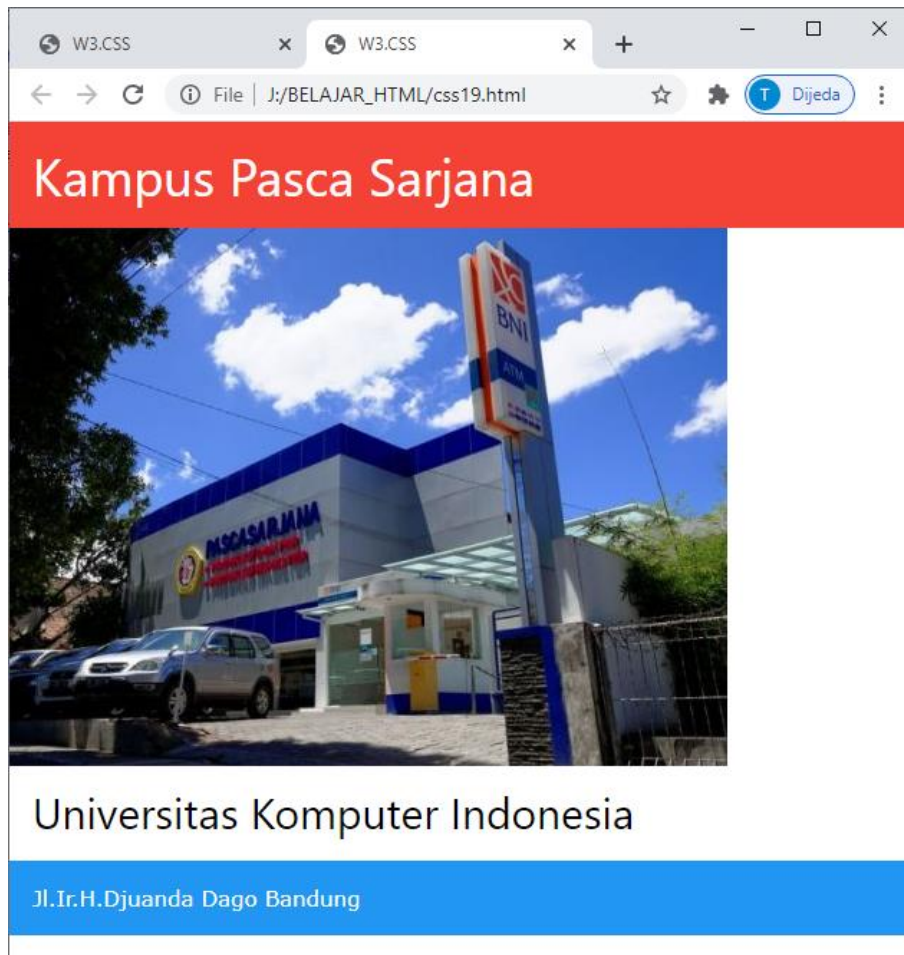 W3.CSS
W3.CSS
File
J:/BELAJAR_HTML/css19.html
T
Dijeda
Kampus Pasca Sarjana
BNI
ATM
PASCASARJANA
Universitas Komputer Indonesia
Jl.Ir.H.Djuanda Dago Bandung